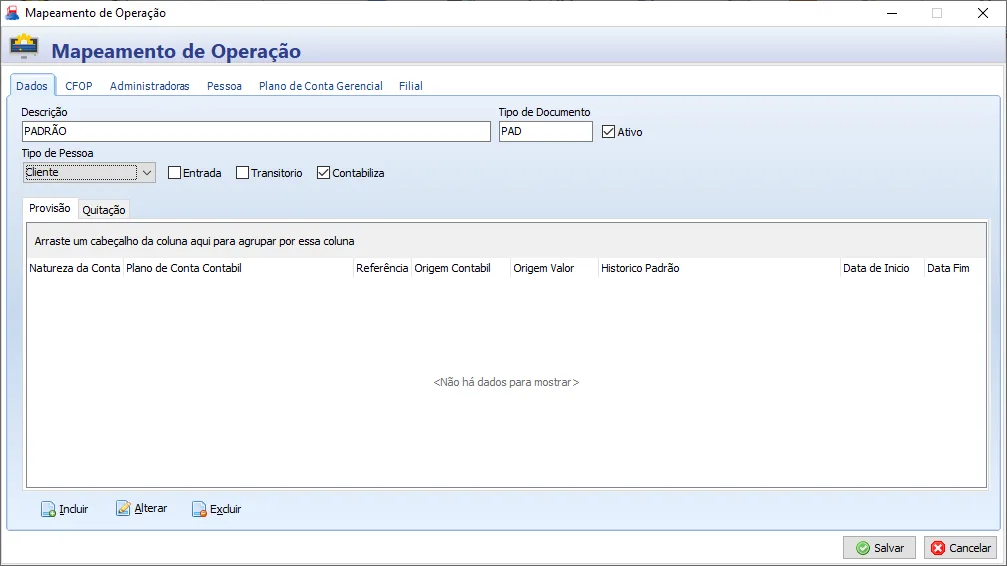 Mapeamento de Operação
Mapeamento de Operação
Dados CFOP Administradoras Pessoa Plano de Conta Gerencial Filial
Descrição Tipo de Documento
PADRÃO PAD Ativo
Tipo de Pessoa
Cliente Entrada Transitorio Contabiliza
Provisão Quitação
Arraste um cabeçalho da coluna aqui para agrupar por essa coluna
Natureza da Conta Plano de Conta Contabil Referência Origem Contabil Origem Valor Historico Padrão Data de Inicio Data Fim
<Não há dados para mostrar>
Incluir Alterar Excluir
Salvar Cancelar